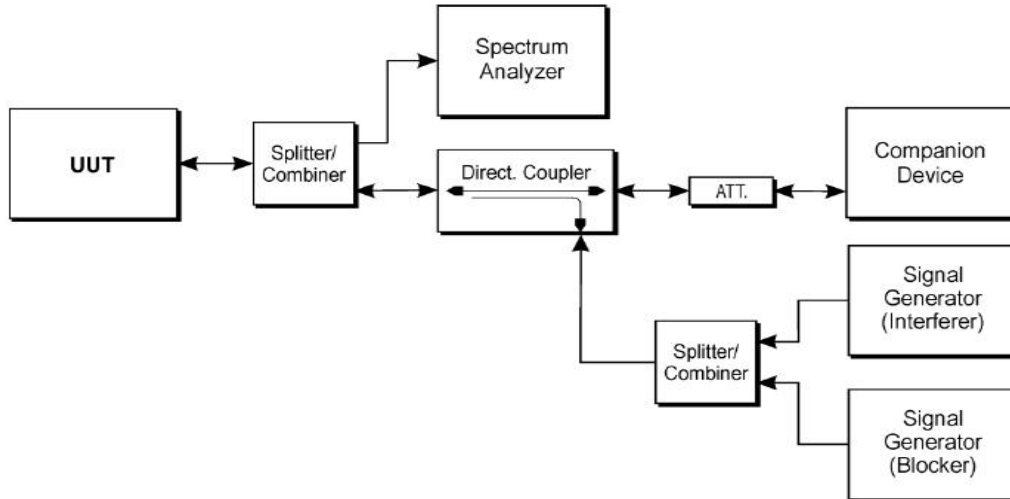 Spectrum
Analyzer
UUT
Splitter/
Combiner
Direct. Coupler
ATT.
Companion
Device
Signal
Generator
(Interferer)
Splitter/
Combiner
Signal
Generator
(Blocker)